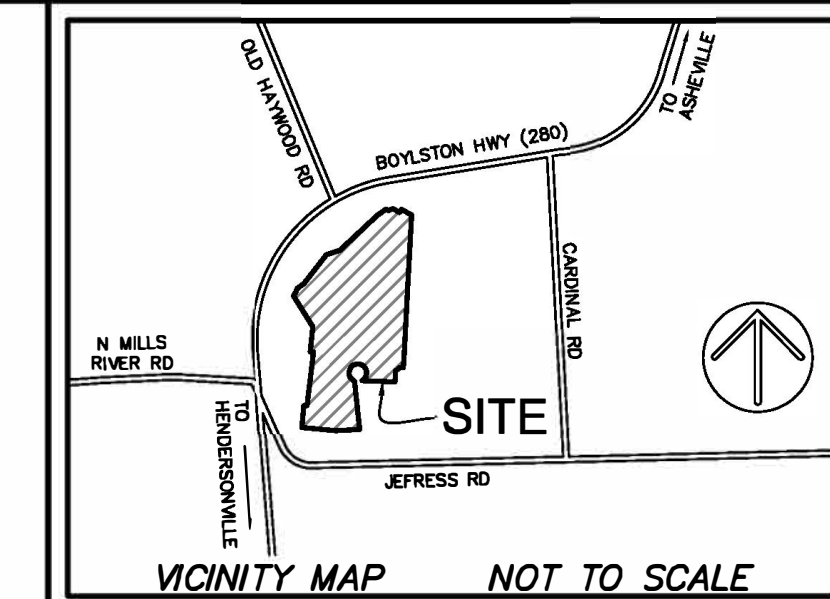 OLD HAYWOOD RD
BOYLSTON HWY (280)
TO
ASHEVILLE
CARDINAL RD
N MILLS
RIVER RD
TO
HENDERSONVILLE
SITE
JEFRESS RD
VICINITY MAP NOT TO SCALE